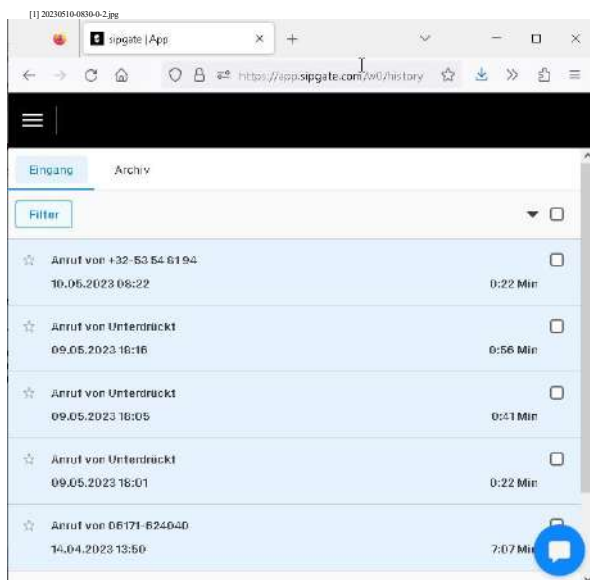 [1] 20230510-0830-0-2.jpg
sipgate | App
https://app.sipgate.com/w0/history
Eingang Archiv
Filter
Anruf von +32-53 54 61 94
10.05.2023 08:22 0:22 Min
Anruf von Unterdrückt
09.05.2023 18:16 0:56 Min
Anruf von Unterdrückt
09.05.2023 18:05 0:41 Min
Anruf von Unterdrückt
09.05.2023 18:01 0:22 Min
Anruf von 06171-624040
14.04.2023 13:50 7:07 Min